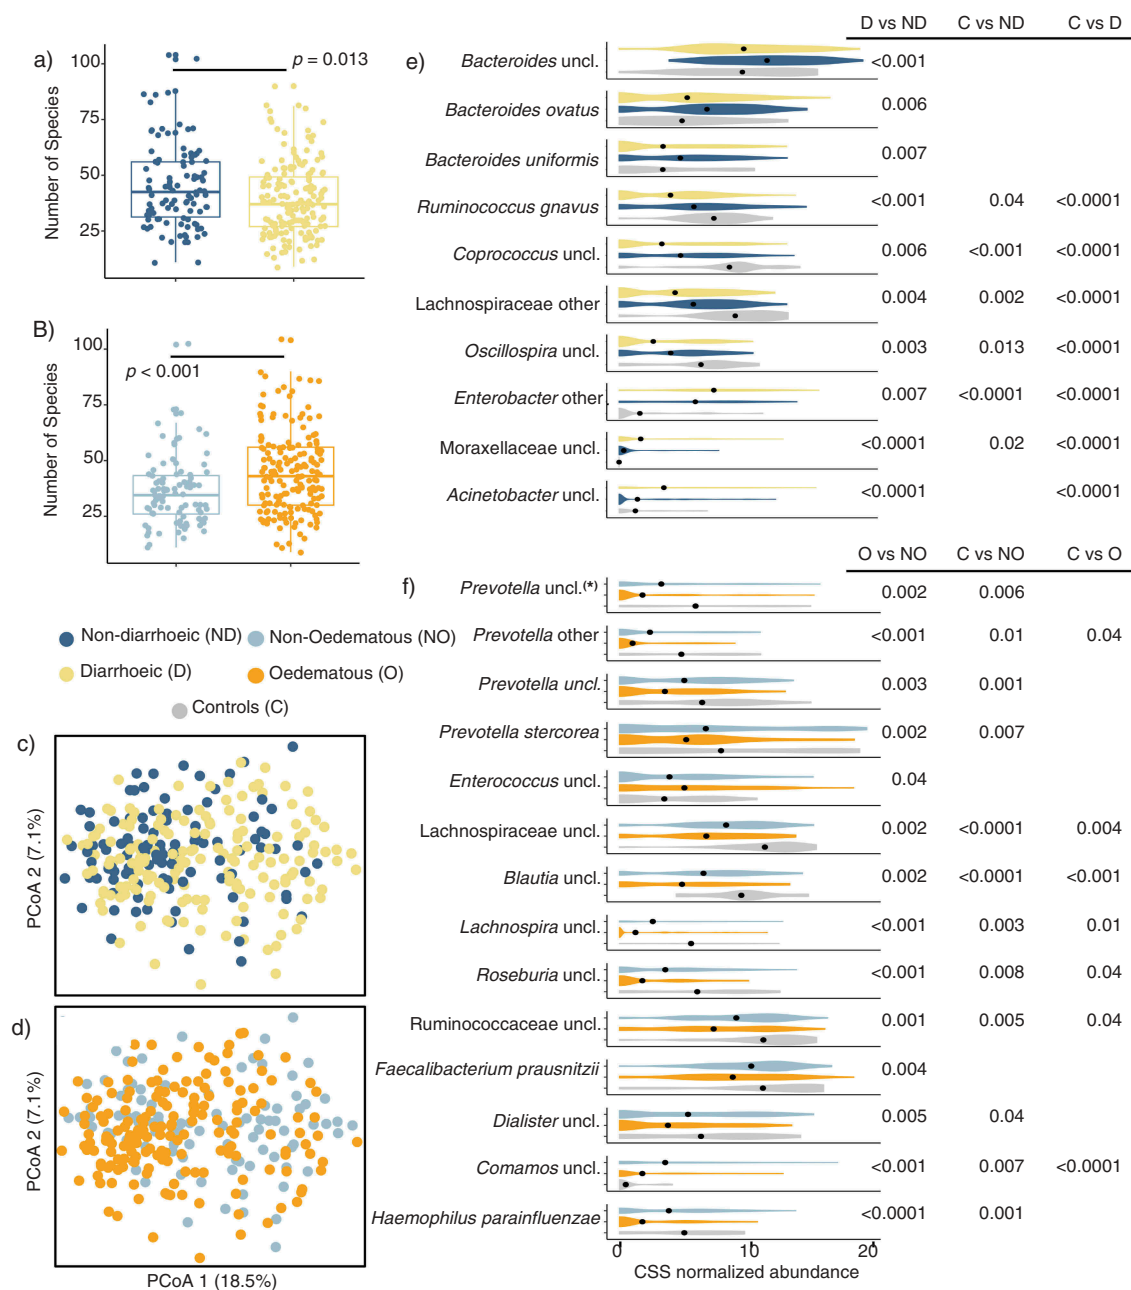 a)
Number of Species
100
75
50
25
p = 0.013
B)
Number of Species
100
75
50
25
p < 0.001
Non-diarrhoeic (ND)
Non-Oedematous (NO)
Diarrhoeic (D)
Oedematous (O)
Controls (C)
c)
PCoA 2 (7.1%)
d)
PCoA 2 (7.1%)
PCoA 1 (18.5%)
e)
D vs ND C vs ND C vs D
Bacteroides uncl. <0.001
Bacteroides ovatus 0.006
Bacteroides uniformis 0.007
Ruminococcus gnavus <0.001 0.04 <0.0001
Coprococcus uncl. 0.006 <0.001 <0.0001
Lachnospiraceae other 0.004 0.002 <0.0001
Oscillospira uncl. 0.003 0.013 <0.0001
Enterobacter other 0.007 <0.0001 <0.0001
Moraxellaceae uncl. <0.0001 0.02 <0.0001
Acinetobacter uncl. <0.0001 <0.0001
f)
O vs NO C vs NO C vs O
Prevotella uncl.(*) 0.002 0.006
Prevotella other <0.001 0.01 0.04
Prevotella uncl. 0.003 0.001
Prevotella stercorea 0.002 0.007
Enterococcus uncl. 0.04
Lachnospiraceae uncl. 0.002 <0.0001 0.004
Blautia uncl. 0.002 <0.0001 <0.001
Lachnospira uncl. <0.001 0.003 0.01
Roseburia uncl. <0.001 0.008 0.04
Ruminococcaceae uncl. 0.001 0.005 0.04
Faecalibacterium prausnitzii 0.004
Dialister uncl. 0.005 0.04
Comamos uncl. <0.001 0.007 <0.0001
Haemophilus parainfluenzae <0.0001 0.001
0 10 20
CSS normalized abundance